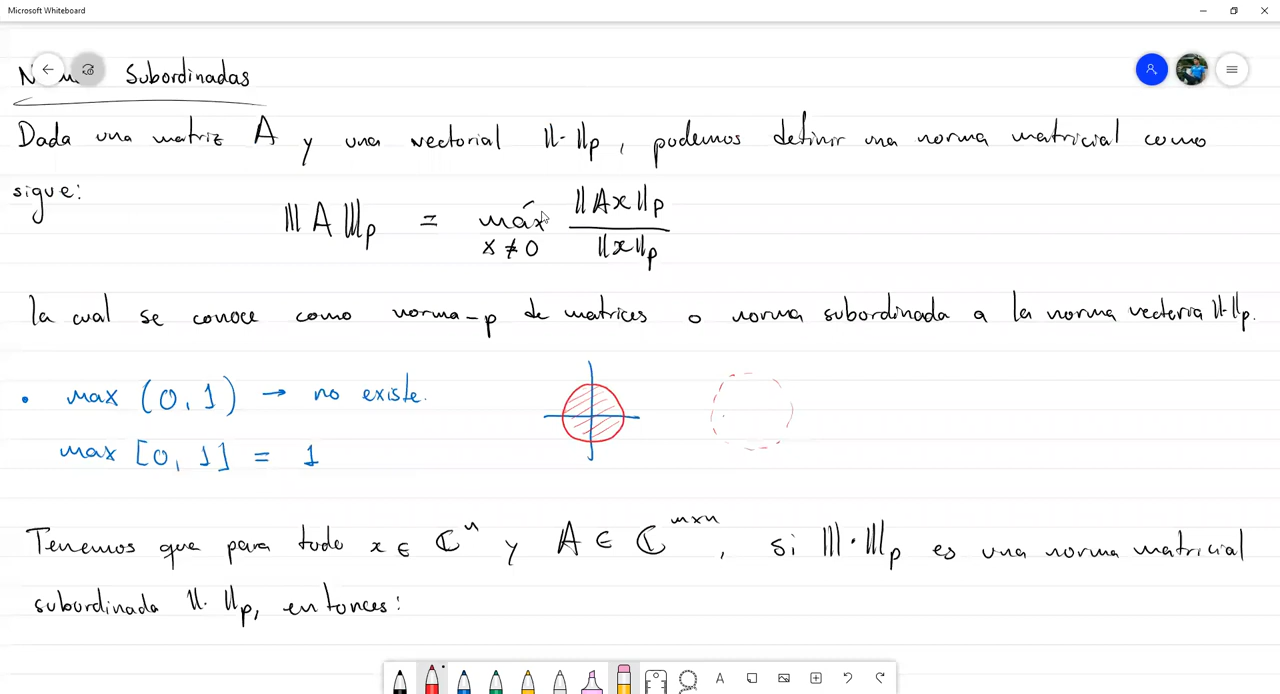 Microsoft Whiteboard
Subordinadas
Dada una matriz A y una vectorial ||·||p, podemos definir una norma matricial como
sigue:
|||A|||p = máx x≠0 ||Ax||p / ||x||p
la cual se conoce como norma-p de matrices o norma subordinada a la norma vectoria ||·||p.
• max (0, 1) → no existe.
max [0, 1] = 1
Tenemos que para todo x ∈ ℂⁿ y A ∈ ℂᵐˣⁿ, si |||·|||p es una norma matricial
subordinada ||·||p, entonces: